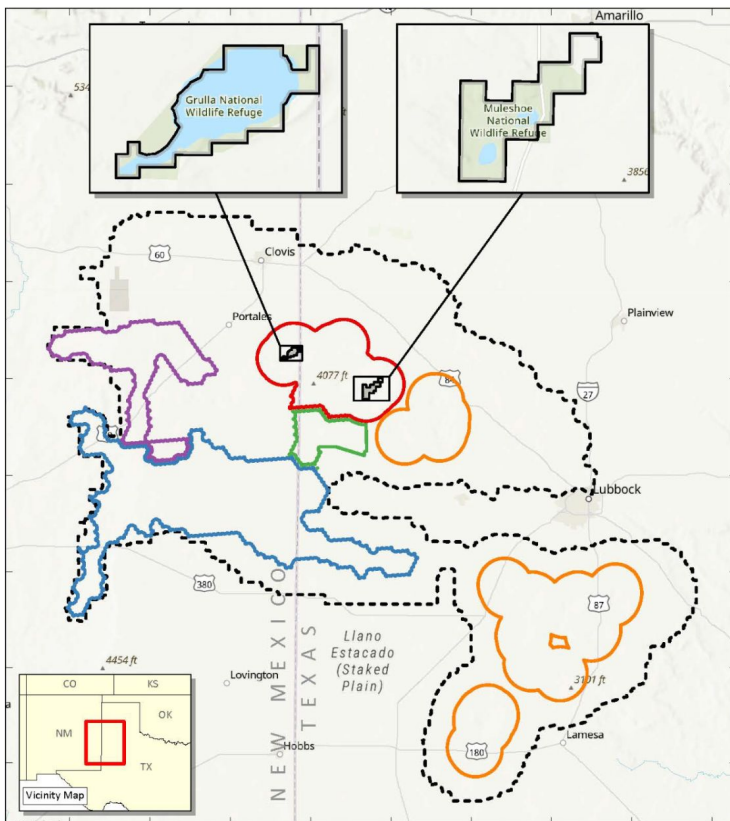 Amarillo
Grulla National
Wildlife Refuge
Muleshoe
National
Wildlife Refuge
3856
60
Clovis
Portales
Plainview
4077 ft
84
27
Lubbock
380
87
NEW MEXICO
TEXAS
Llano
Estacado
(Staked
Plain)
4454 ft
Lovington
3101 ft
Hobbs
180
Lamesa
CO
KS
OK
NM
TX
Vicinity Map